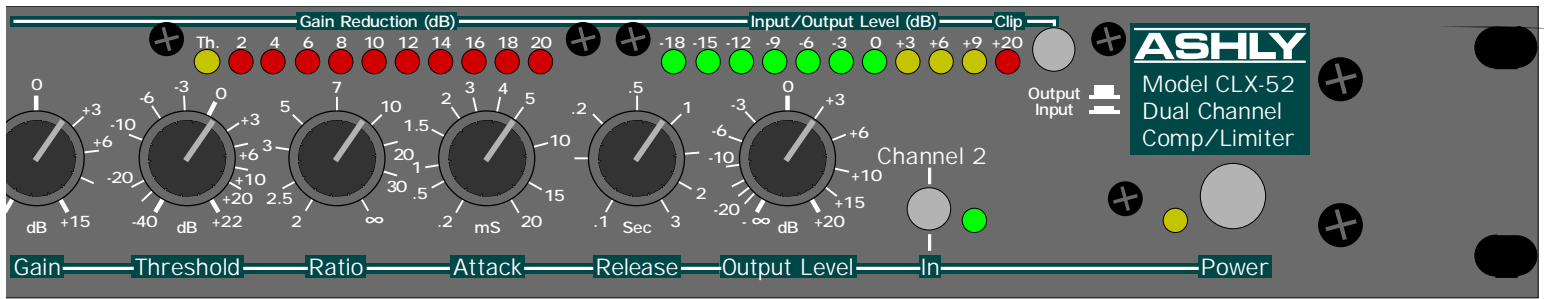 Gain Reduction (dB) Input/Output Level (dB) Clip
Th. 2 4 6 8 10 12 14 16 18 20 -18 -15 -12 -9 -6 -3 0 +3 +6 +9 +20
Output
Input
ASHLY
Model CLX-52
Dual Channel
Comp/Limiter
0 +3 +6 +15 dB
-40 -20 -10 -6 -3 0 +3 +6 +10 +20 +22 dB
2 2.5 3 5 7 10 20 30 ∞
.2 .5 1 1.5 2 3 4 5 10 15 20 mS
.1 .2 .5 1 2 3 Sec
- ∞ -20 -10 -6 -3 0 +3 +6 +10 +15 +20 dB
Channel 2
Gain Threshold Ratio Attack Release Output Level In Power